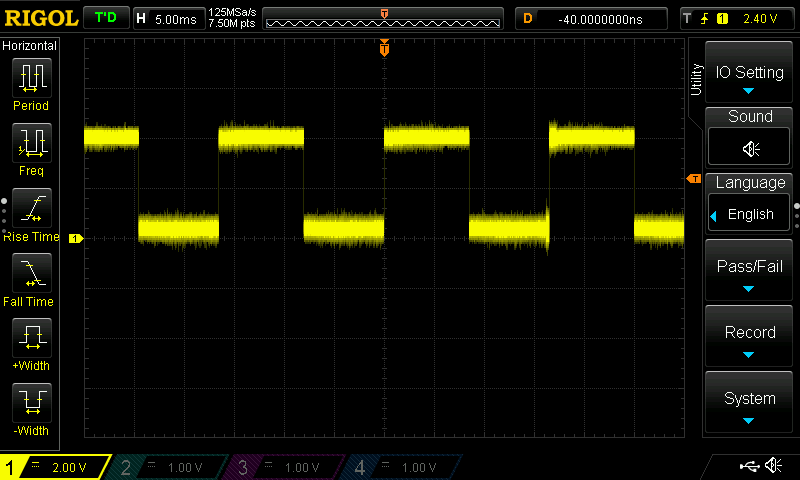 RIGOL
T'D
H 5.00ms
125MSa/s
7.50M pts
T
D -40.0000000ns
T 1 2.40 V
Horizontal
Period
Freq
Rise Time
Fall Time
+Width
-Width
T
T
1
Utility
IO Setting
Sound
Language
English
Pass/Fail
Record
System
1 2.00 V
2 1.00 V
3 1.00 V
4 1.00 V